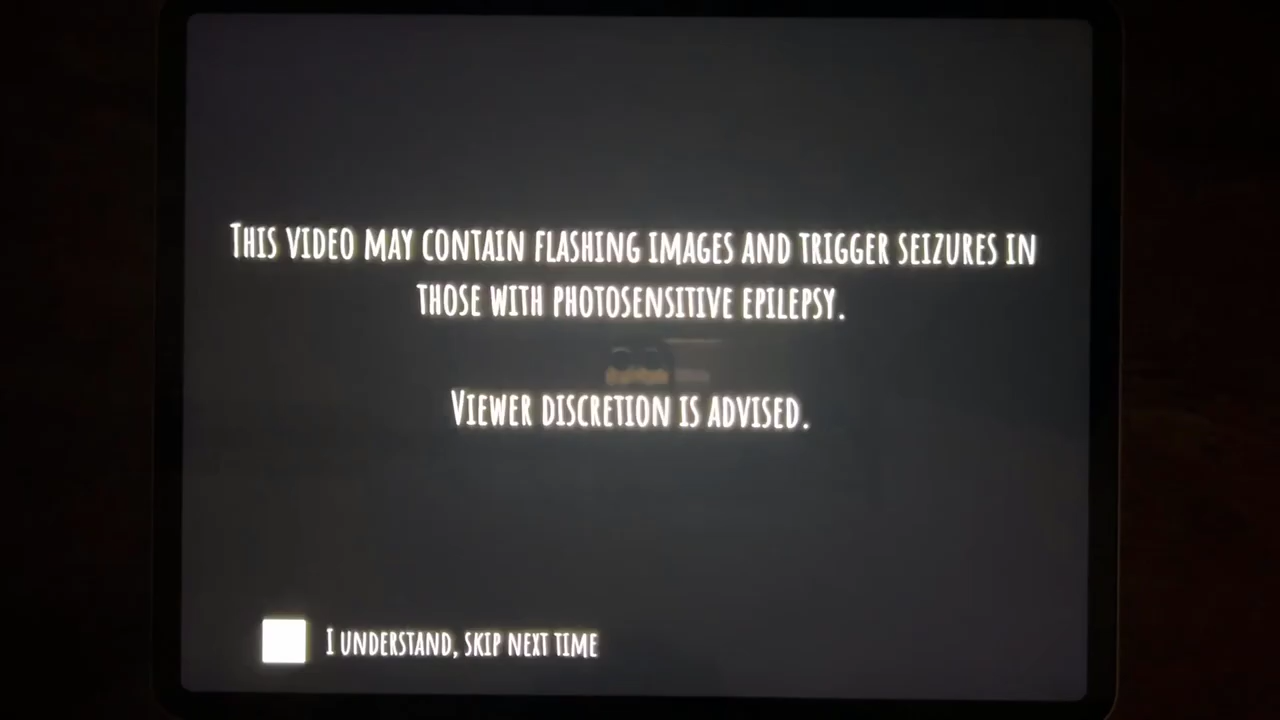 This video may contain flashing images and trigger seizures in
those with photosensitive epilepsy.
Viewer discretion is advised.
I understand, skip next time